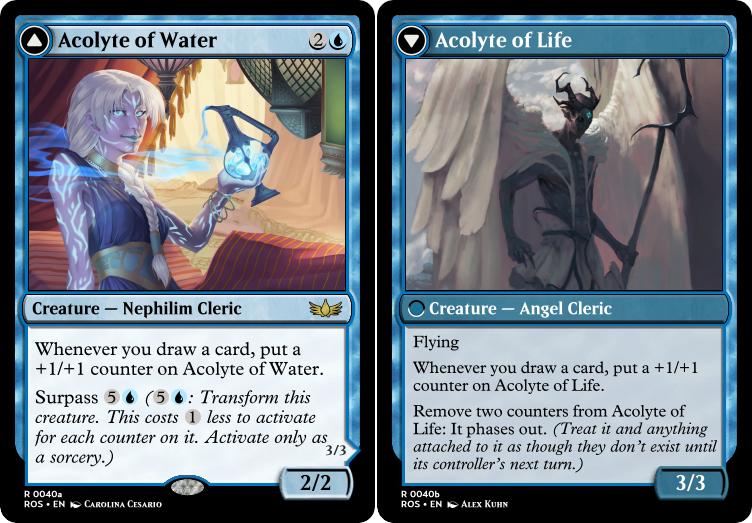 Acolyte of Water 2
Creature — Nephilim Cleric
Whenever you draw a card, put a
+1/+1 counter on Acolyte of Water.
Surpass 5 (5 : Transform this
creature. This costs 1 less to activate
for each counter on it. Activate only as
a sorcery.)
3/3
2/2
R 0040a
ROS • EN Carolina Cesario
Acolyte of Life
Creature — Angel Cleric
Flying
Whenever you draw a card, put a +1/+1
counter on Acolyte of Life.
Remove two counters from Acolyte of
Life: It phases out. (Treat it and anything
attached to it as though they don't exist until
its controller's next turn.)
3/3
R 0040b
ROS • EN Alex Kuhn